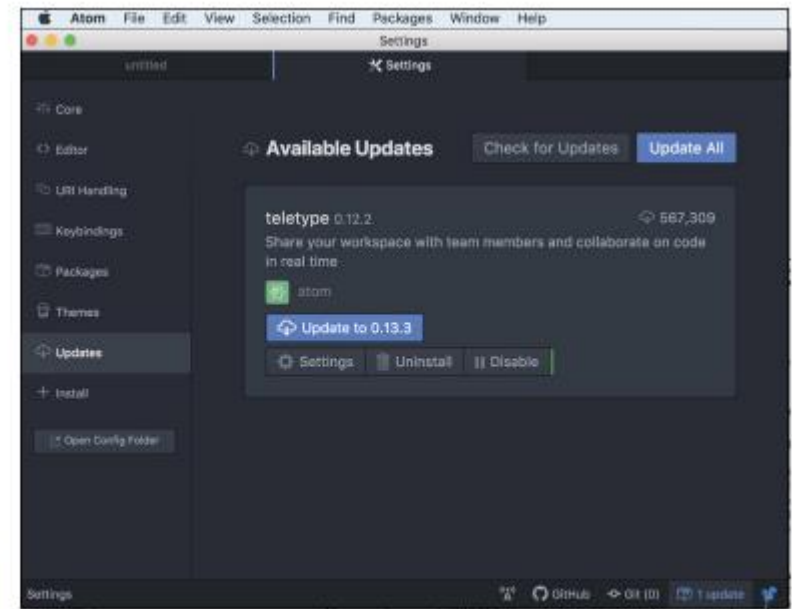 Atom File Edit View Selection Find Packages Window Help
Settings
untitled
Settings
Core
Editor
URI Handling
Keybindings
Packages
Themes
Updates
Install
Open Config Folder
Available Updates
Check for Updates
Update All
teletype 0.12.2
567,309
Share your workspace with team members and collaborate on code
in real time
atom
Update to 0.13.3
Settings
Uninstall
Disable
Settings
GitHub
Git (0)
1 update